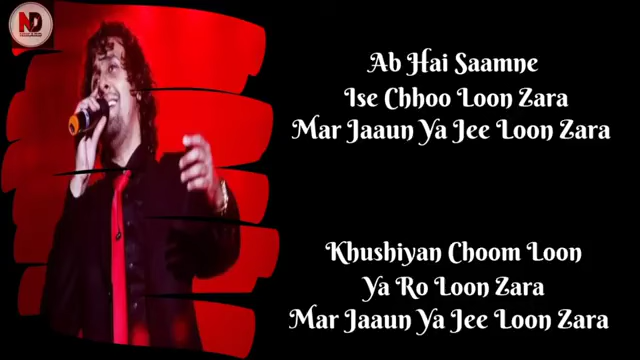 ND
Ab Hai Saamne
Ise Chhoo Loon Zara
Mar Jaaun Ya Jee Loon Zara
Khushiyan Choom Loon
Ya Ro Loon Zara
Mar Jaaun Ya Jee Loon Zara